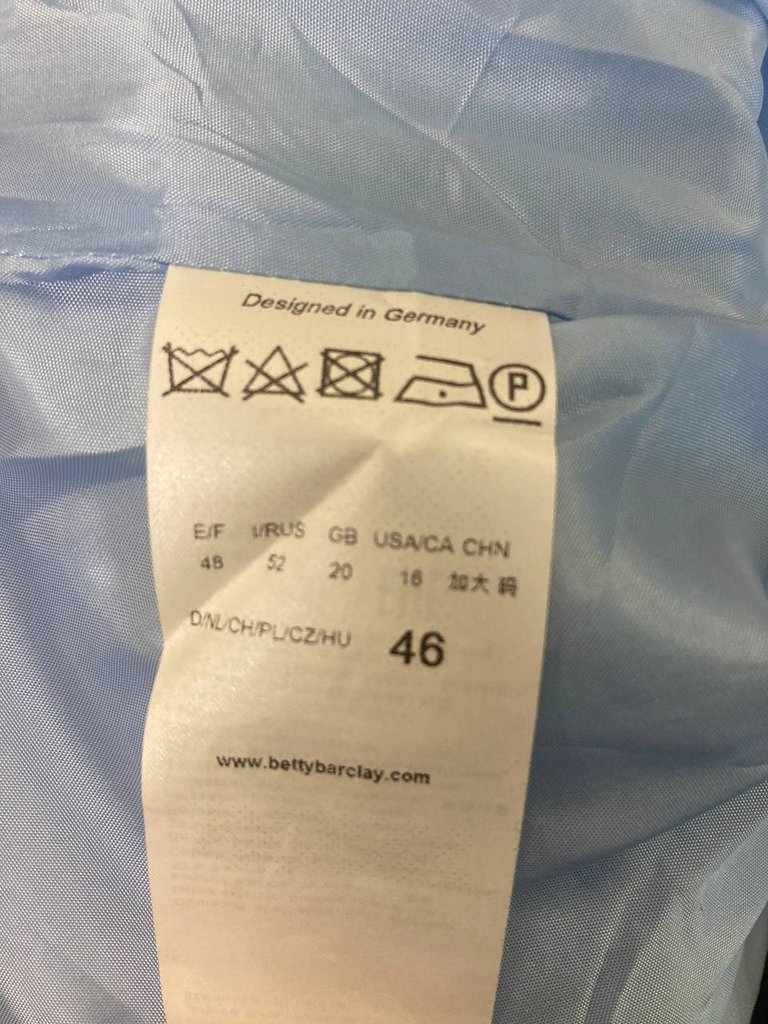 Designed in Germany
P
E/F I/RUS GB USA/CA CHN
48 52 20 16 加大码
D/NL/CH/PL/CZ/HU 46
www.bettybarclay.com